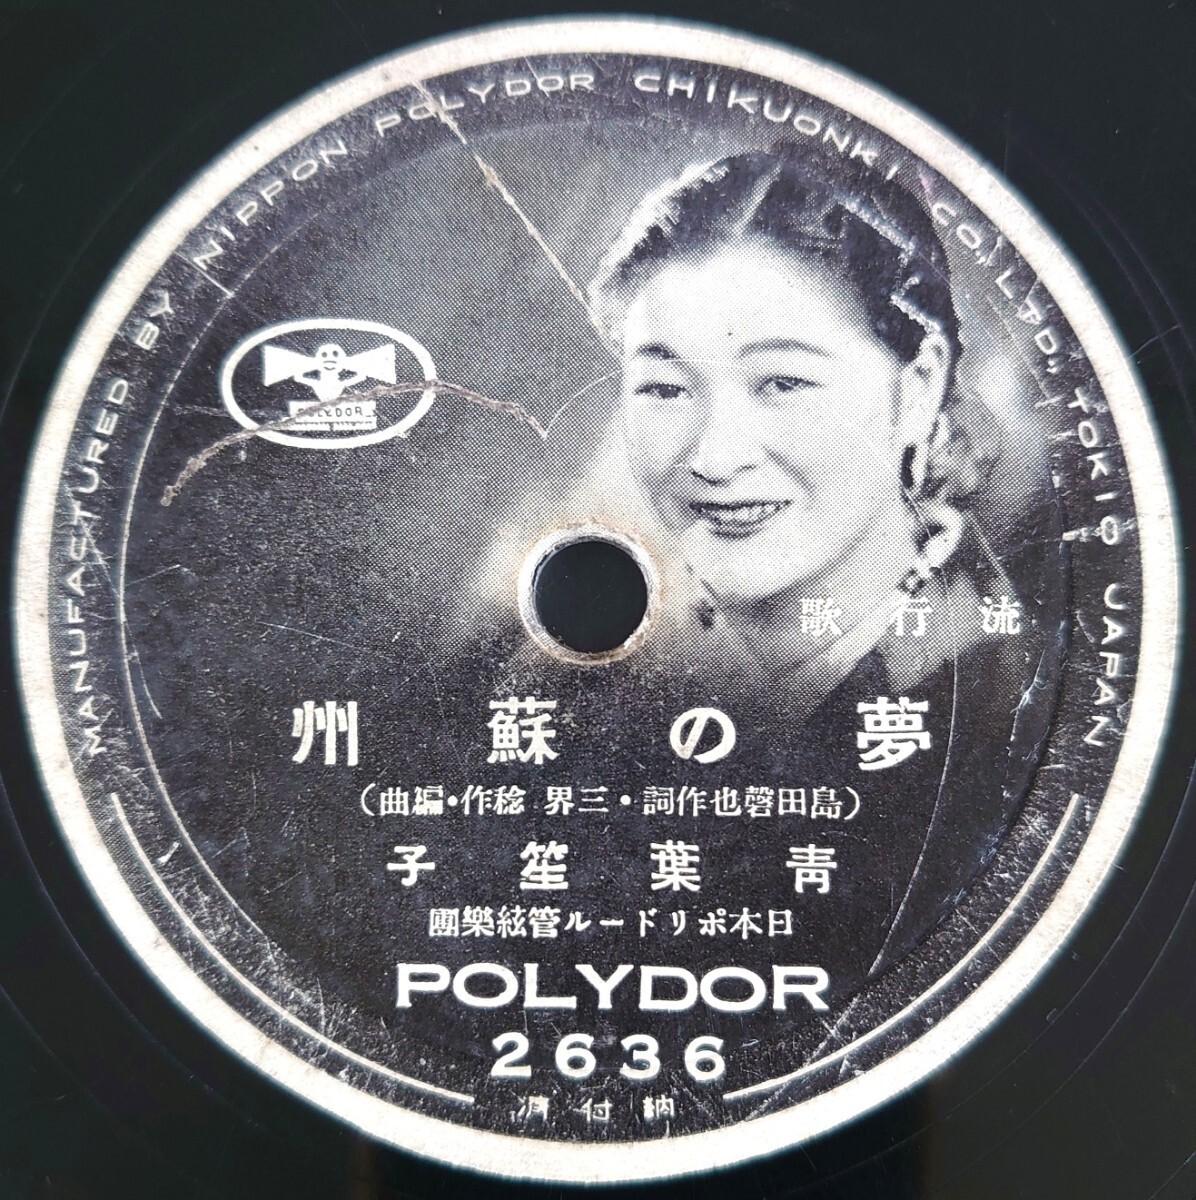 MANUFACTURED BY NIPPON POLYDOR CHIKUONKI CO., LTD., TOKIO JAPAN
POLYDOR
流行歌
夢の蘇州
(島田磬也作詞・三界 稔作・編曲)
靑葉笙子
日本ポリドール管絃樂團
POLYDOR
2636
納付濟